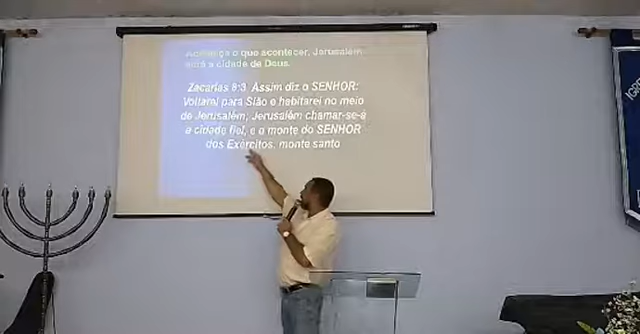 Aconteça o que acontecer, Jerusalém
será a cidade de Deus.
Zacarias 8:3 Assim diz o SENHOR:
Voltarei para Sião e habitarei no meio
de Jerusalém; Jerusalém chamar-se-á
a cidade fiel, e o monte do SENHOR
dos Exércitos, monte santo